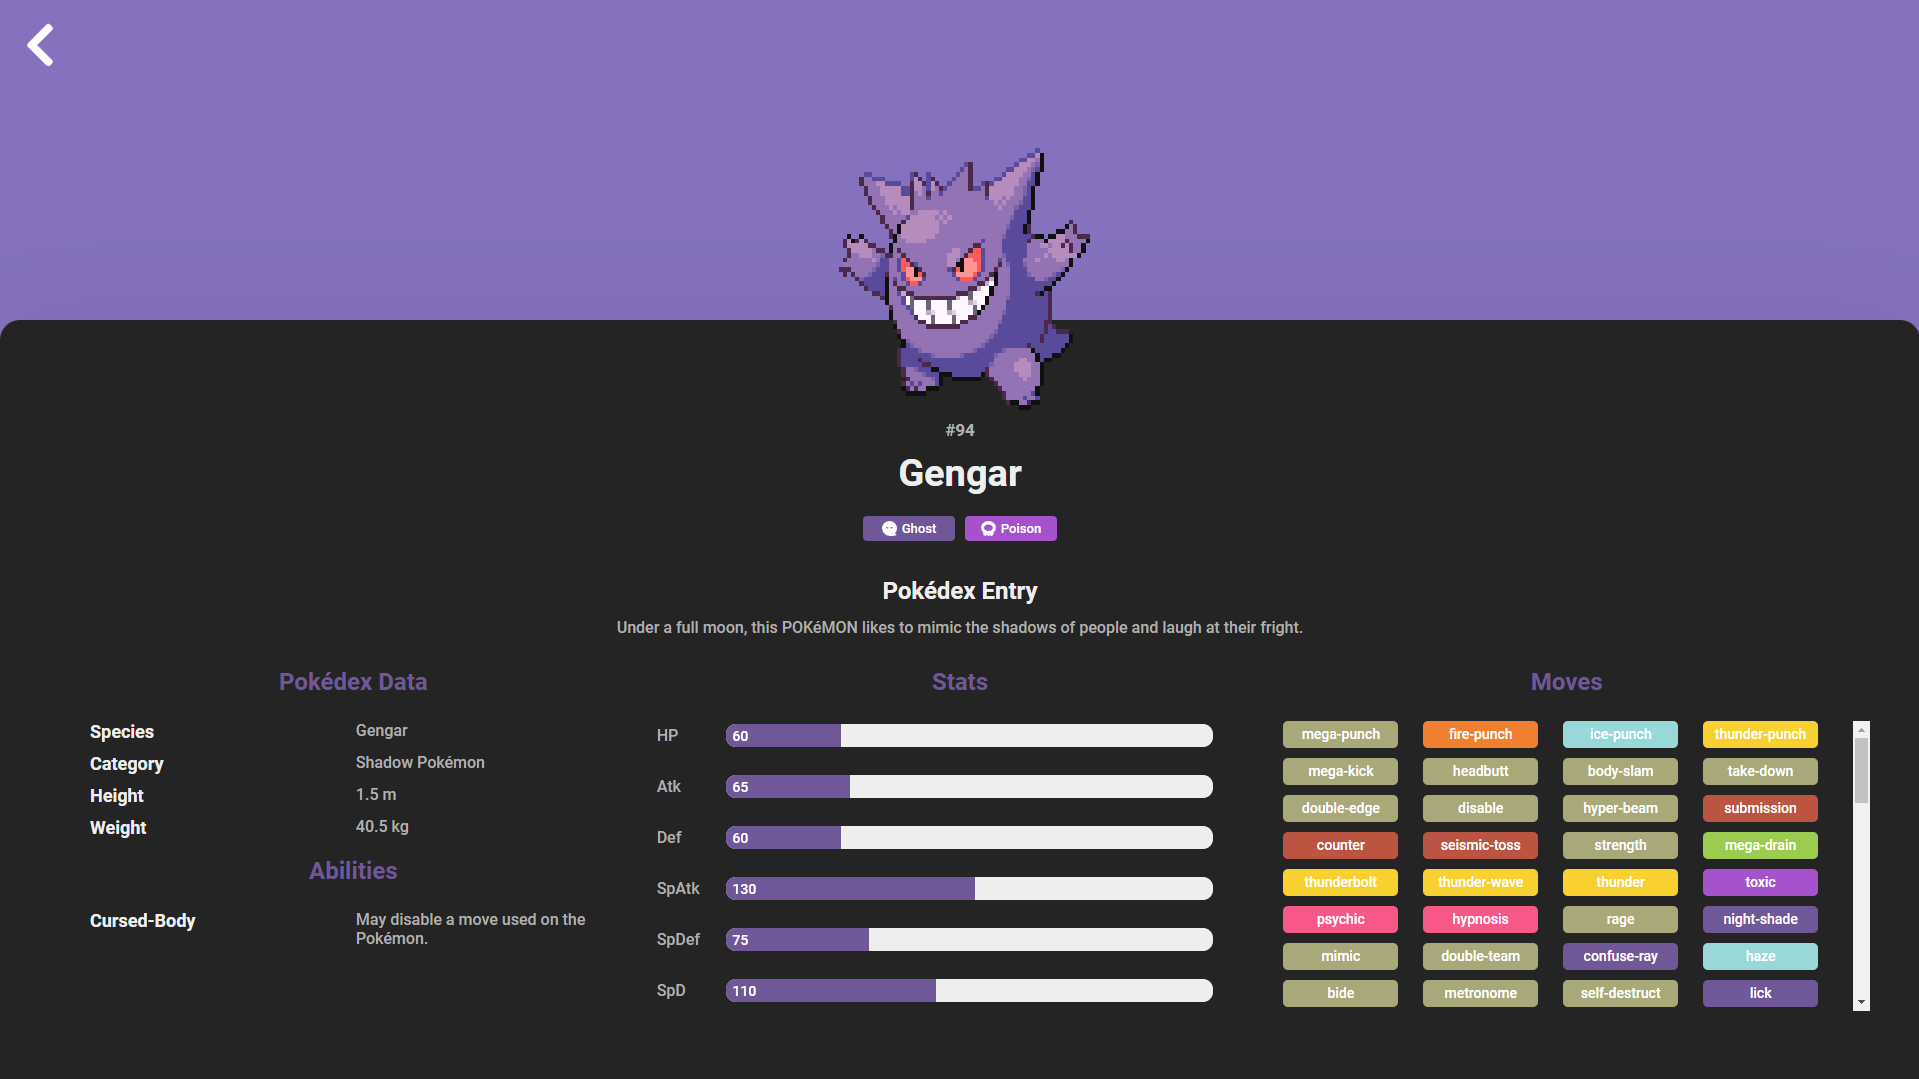 #94
Gengar
Ghost Poison
Pokédex Entry
Under a full moon, this POKéMON likes to mimic the shadows of people and laugh at their fright.
Pokédex Data
Species Gengar
Category Shadow Pokémon
Height 1.5 m
Weight 40.5 kg
Abilities
Cursed-Body May disable a move used on the
Pokémon.
Stats
HP 60
Atk 65
Def 60
SpAtk 130
SpDef 75
SpD 110
Moves
mega-punch fire-punch ice-punch thunder-punch
mega-kick headbutt body-slam take-down
double-edge disable hyper-beam submission
counter seismic-toss strength mega-drain
thunderbolt thunder-wave thunder toxic
psychic hypnosis rage night-shade
mimic double-team confuse-ray haze
bide metronome self-destruct lick